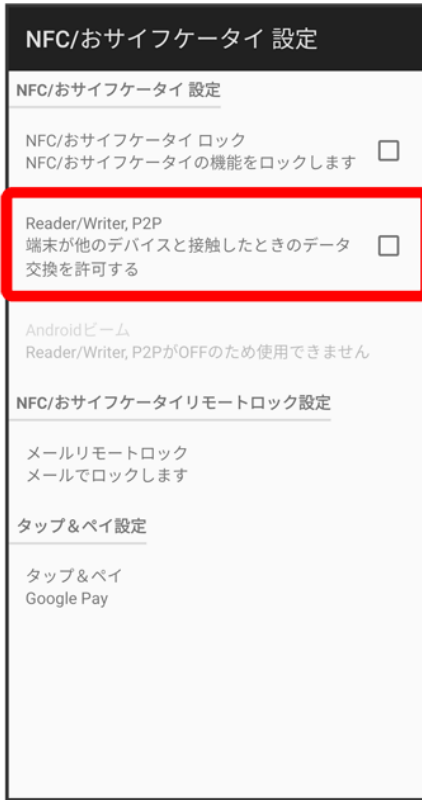 NFC/おサイフケータイ 設定
NFC/おサイフケータイ 設定
NFC/おサイフケータイ ロック
NFC/おサイフケータイの機能をロックします
Reader/Writer, P2P
端末が他のデバイスと接触したときのデータ
交換を許可する
Androidビーム
Reader/Writer, P2PがOFFのため使用できません
NFC/おサイフケータイリモートロック設定
メールリモートロック
メールでロックします
タップ＆ペイ設定
タップ＆ペイ
Google Pay